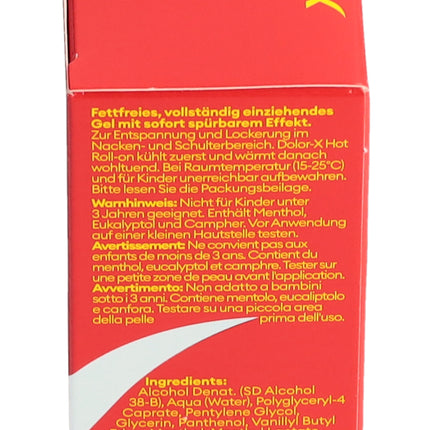 Fettfreies, vollständig einziehendes
Gel mit sofort spürbarem Effekt.
Zur Entspannung und Lockerung im
Nacken- und Schulterbereich. Dolor-X Hot
Roll-on kühlt zuerst und wärmt danach
wohltuend. Bei Raumtemperatur (15-25°C)
und für Kinder unerreichbar aufbewahren.
Bitte lesen Sie die Packungsbeilage.
Warnhinweis: Nicht für Kinder unter
3 Jahren geeignet. Enthält Menthol,
Eukalyptol und Campher. Vor Anwendung
auf einer kleinen Hautstelle testen.
Avertissement: Ne convient pas aux
enfants de moins de 3 ans. Contient du
menthol, eucalyptol et camphre. Tester sur
une petite zone de peau avant l'application.
Avvertimento: Non adatto a bambini
sotto i 3 anni. Contiene mentolo, eucaliptolo
e canfora. Testare su una piccola area
della pelle prima dell'uso.
Ingredients:
Alcohol Denat. (SD Alcohol
38-B), Aqua (Water), Polyglyceryl-4
Caprate, Pentylene Glycol,
Glycerin, Panthenol, Vanillyl Butyl